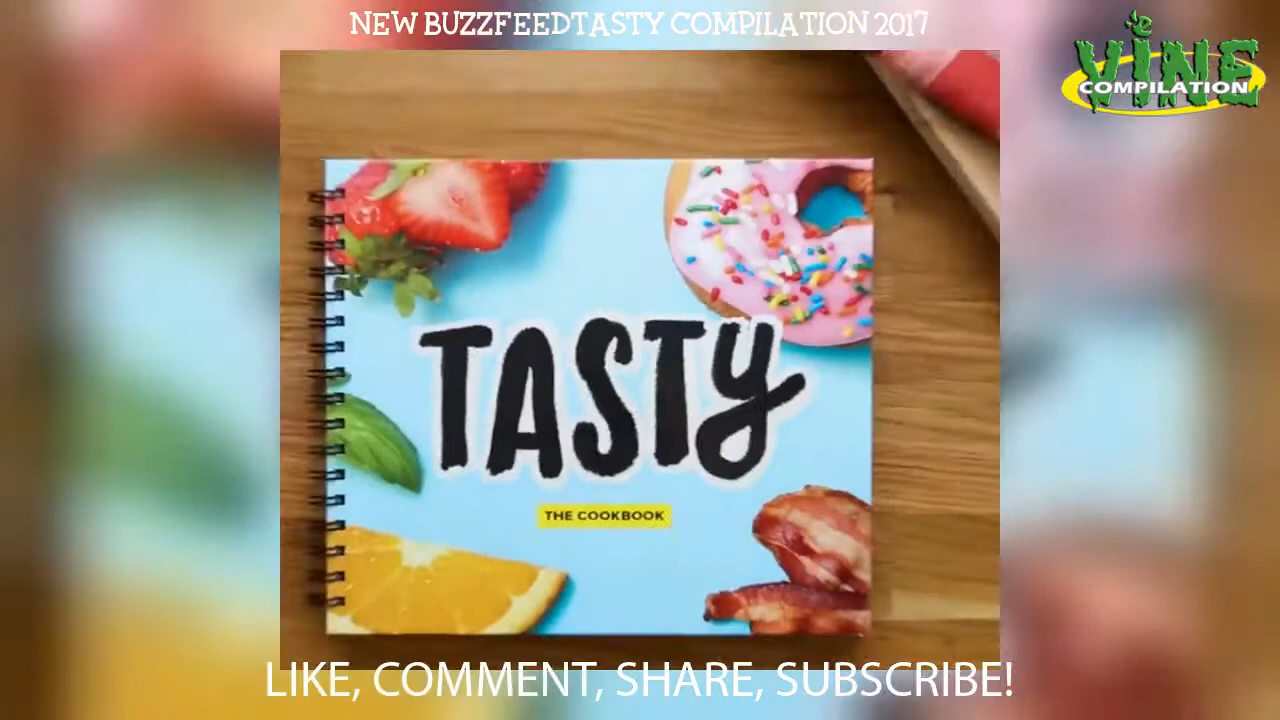 NEW BUZZFEEDTASTY COMPILATION 2017
VINE
COMPILATION
TASTY
THE COOKBOOK
LIKE, COMMENT, SHARE, SUBSCRIBE!